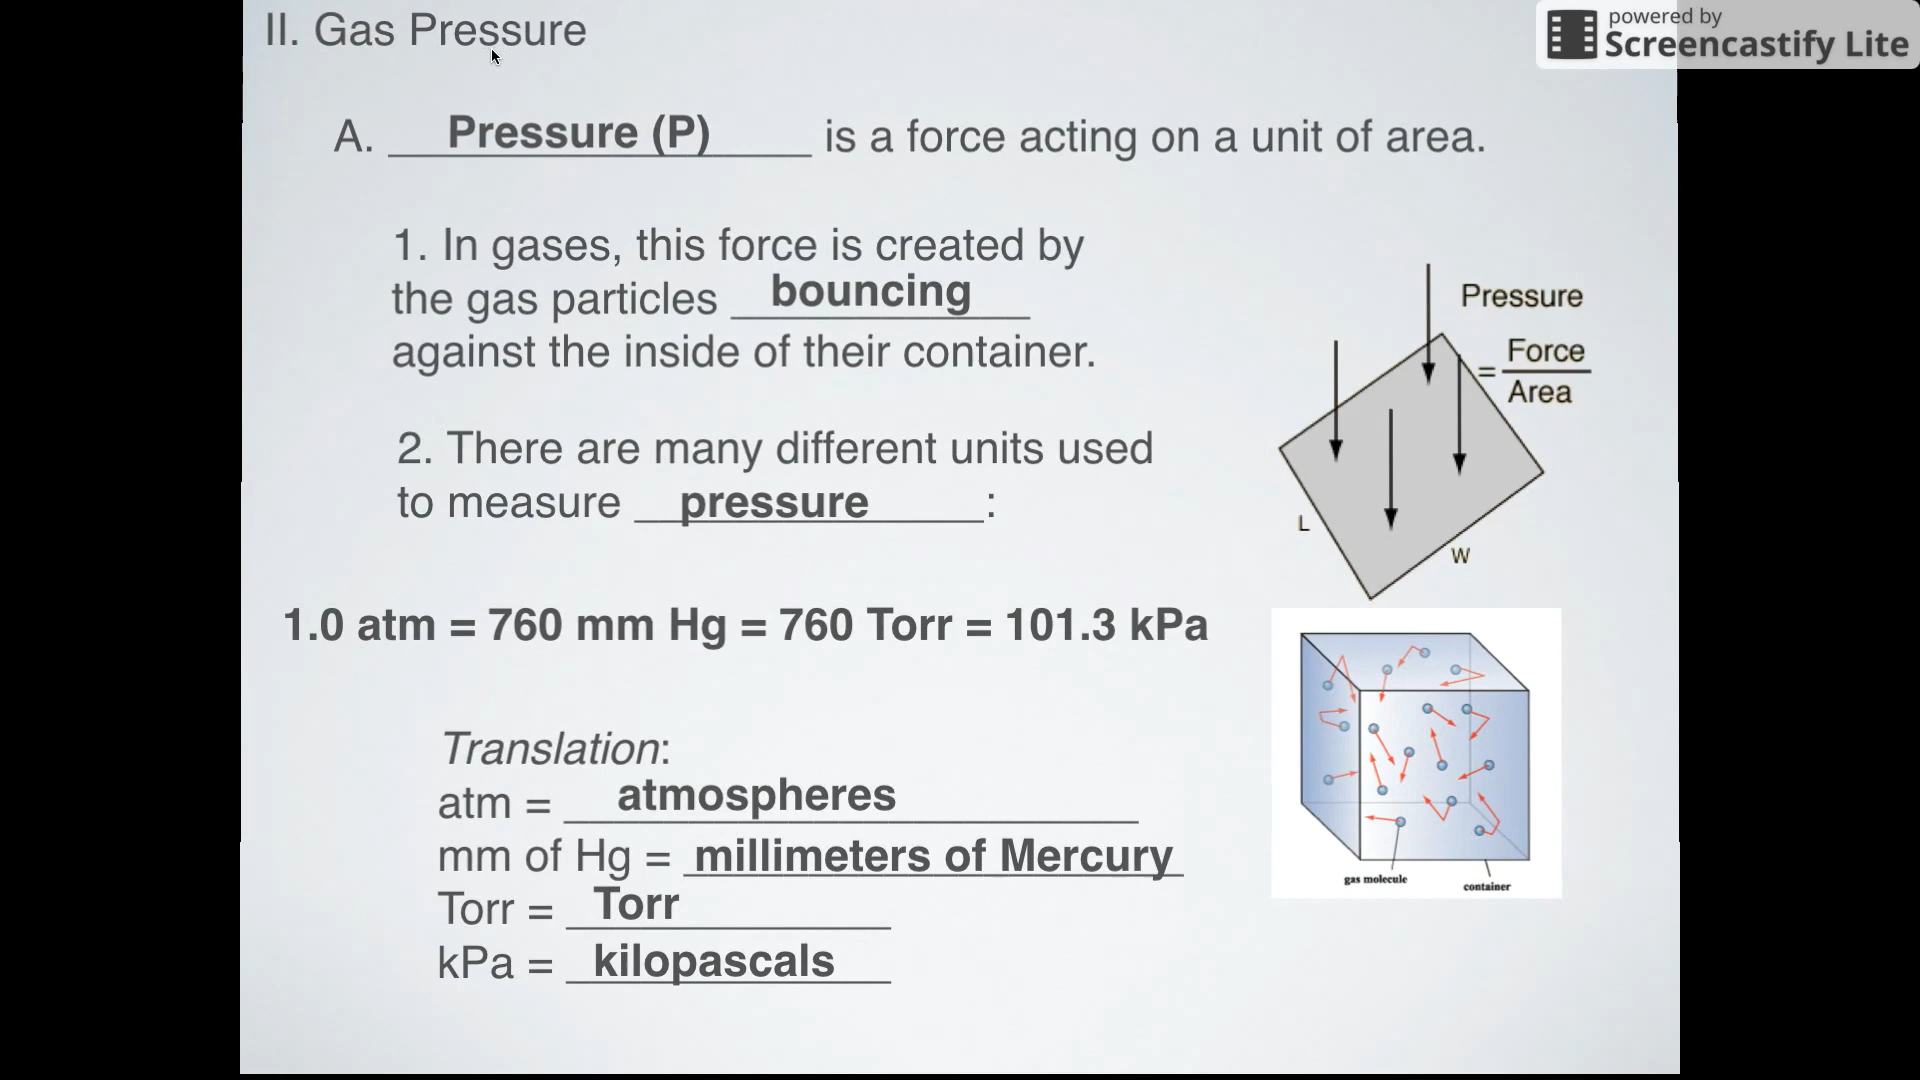 II. Gas Pressure
powered by
Screencastify Lite
A. Pressure (P) is a force acting on a unit of area.
1. In gases, this force is created by
the gas particles bouncing
against the inside of their container.
2. There are many different units used
to measure pressure :
1.0 atm = 760 mm Hg = 760 Torr = 101.3 kPa
Translation:
atm = atmospheres
mm of Hg = millimeters of Mercury
Torr = Torr
kPa = kilopascals
Pressure
= Force
Area
L
W
gas molecule
container